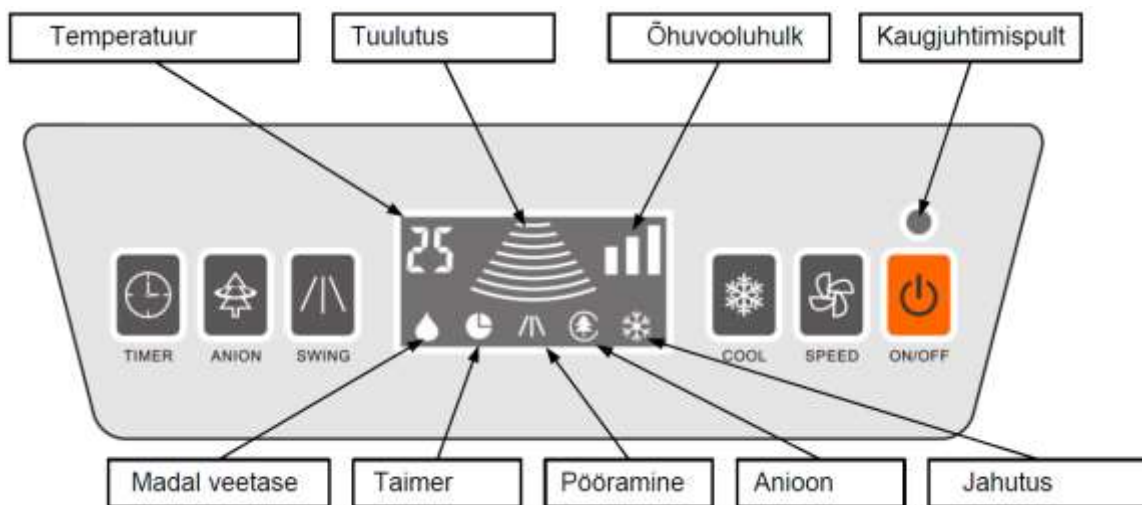 Temperatuur Tuulutus Õhuvooluhulk Kaugjuhtimispult
25
TIMER ANION SWING COOL SPEED ON/OFF
Madal veetase Taimer Pööramine Anioon Jahutus